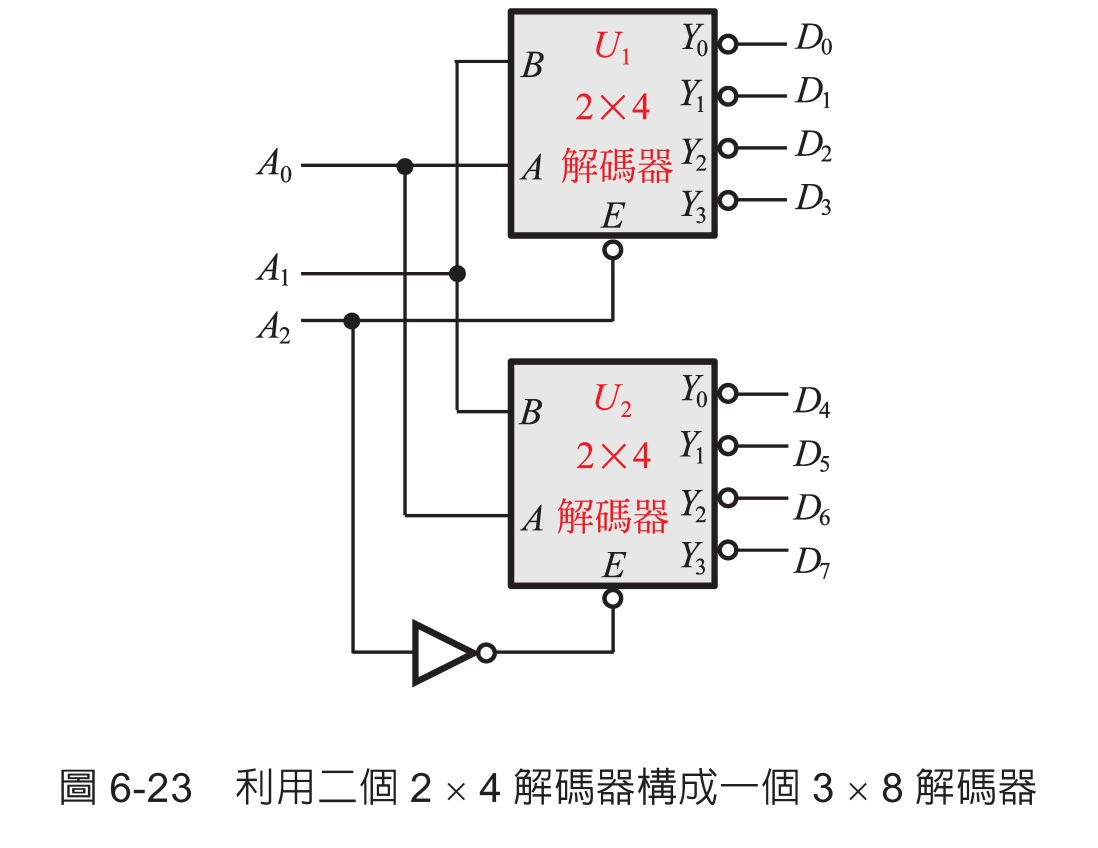 B U₁ Y₀ D₀
2×4 Y₁ D₁
A₀ A 解碼器 Y₂ D₂
E Y₃ D₃
A₁
A₂
B U₂ Y₀ D₄
2×4 Y₁ D₅
A 解碼器 Y₂ D₆
E Y₃ D₇
圖 6-23 利用二個 2 × 4 解碼器構成一個 3 × 8 解碼器